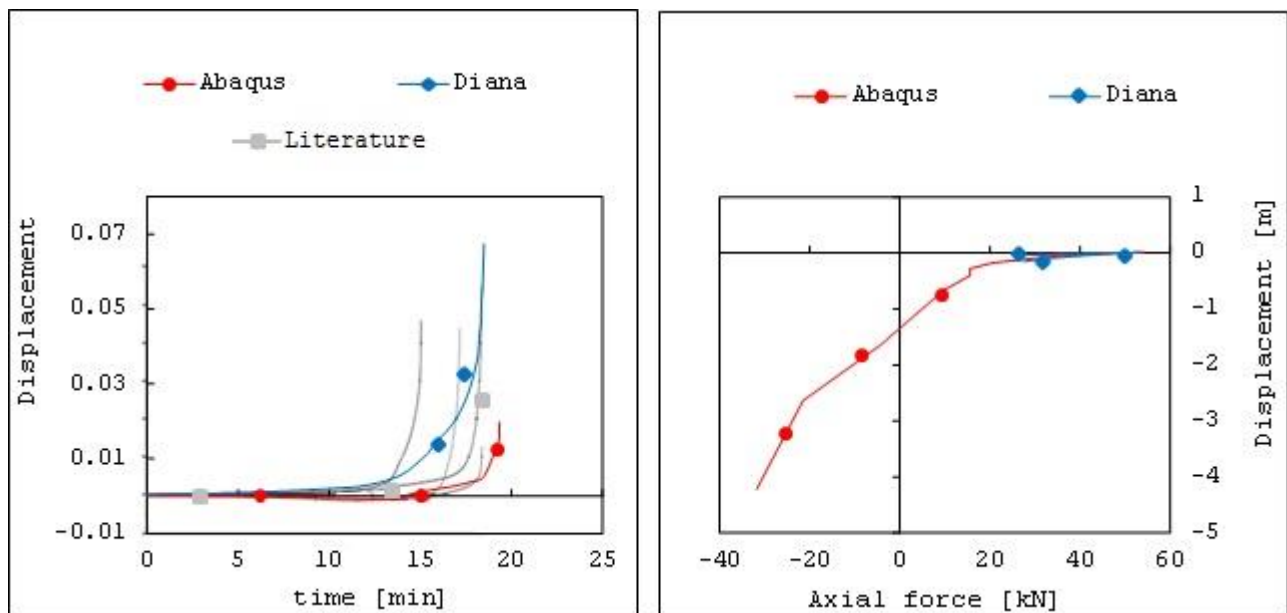 Abaqus Diana
Literature
Displacement
0.07
0.05
0.03
0.01
-0.01
0 5 10 15 20 25
time [min]
Abaqus Diana
1
0
-1
-2
-3
-4
-5
Displacement [m]
-40 -20 0 20 40 60
Axial force [kN]